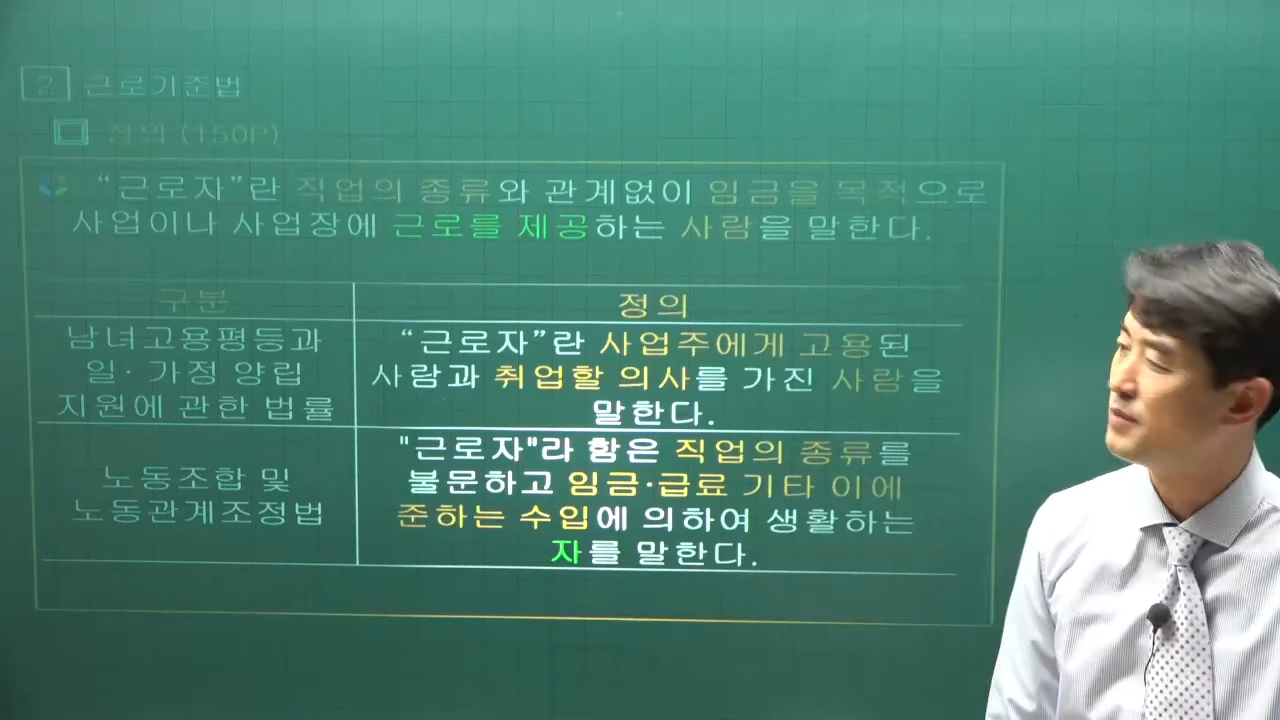 2 근로기준법
정의 (150P)
“근로자”란 직업의 종류와 관계없이 임금을 목적으로
사업이나 사업장에 근로를 제공하는 사람을 말한다.
구분
정의
남녀고용평등과
일· 가정 양립
지원에 관한 법률
“근로자”란 사업주에게 고용된
사람과 취업할 의사를 가진 사람을
말한다.
노동조합 및
노동관계조정법
"근로자"라 함은 직업의 종류를
불문하고 임금·급료 기타 이에
준하는 수입에 의하여 생활하는
자를 말한다.